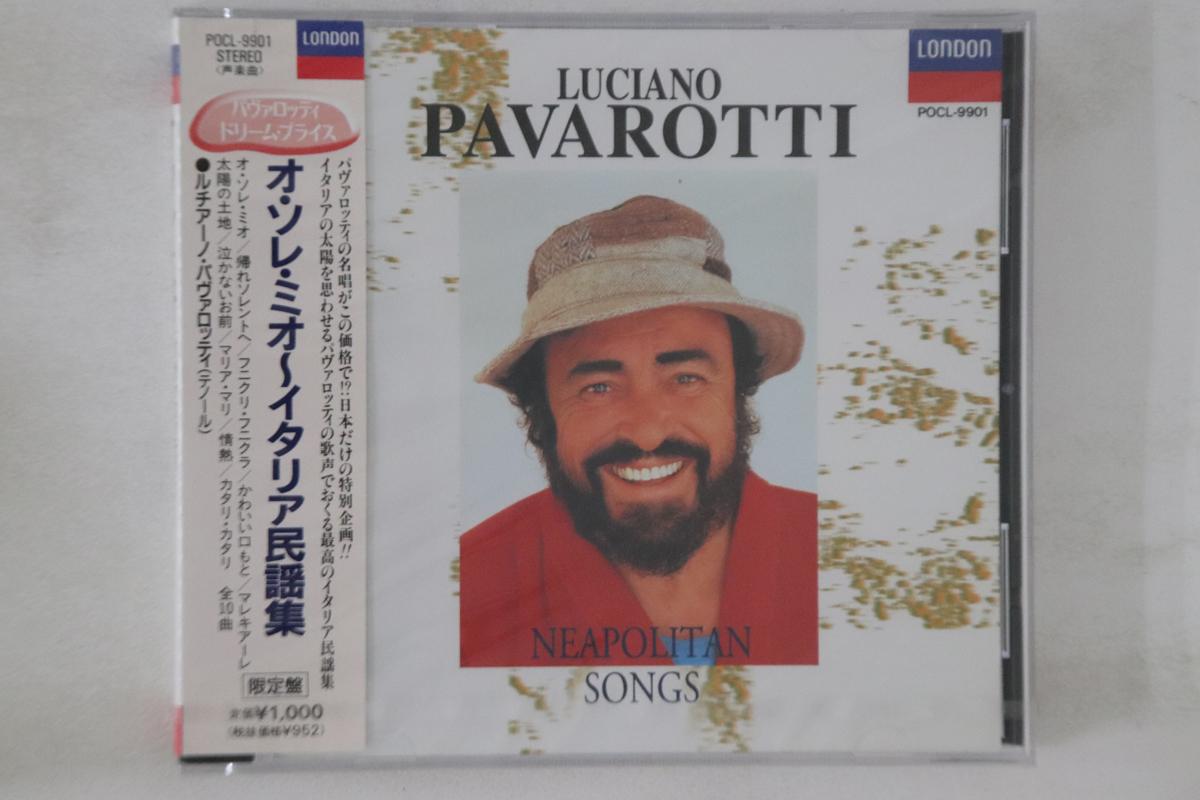 POCL-9901
STEREO
〈声楽曲〉
LONDON
パヴァロッティ
ドリーム・プライス
パヴァロッティの名唱がこの価格で!?日本だけの特別企画!!
イタリアの太陽を思わせるパヴァロッティの歌声でおくる最高のイタリア民謡集
オ・ソレ・ミオ〜イタリア民謡集
オ・ソレ・ミオ/帰れソレントへ/フニクリ・フニクラ/かわいい口もと/マレキアーレ
太陽の土地/泣かないお前/マリア・マリ/情熱/カタリ・カタリ 全10曲
●ルチアーノ・パヴァロッティ(テノール)
限定盤
定価¥1,000
(税抜価格¥952)
LUCIANO
PAVAROTTI
LONDON
POCL-9901
NEAPOLITAN
SONGS